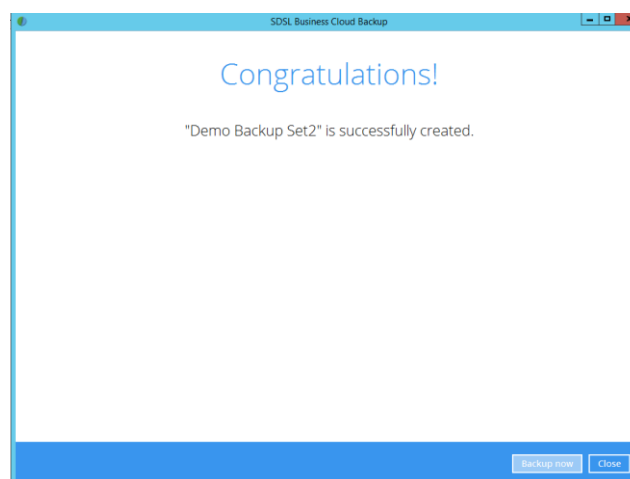 SDSL Business Cloud Backup
Congratulations!
"Demo Backup Set2" is successfully created.
Backup now
Close